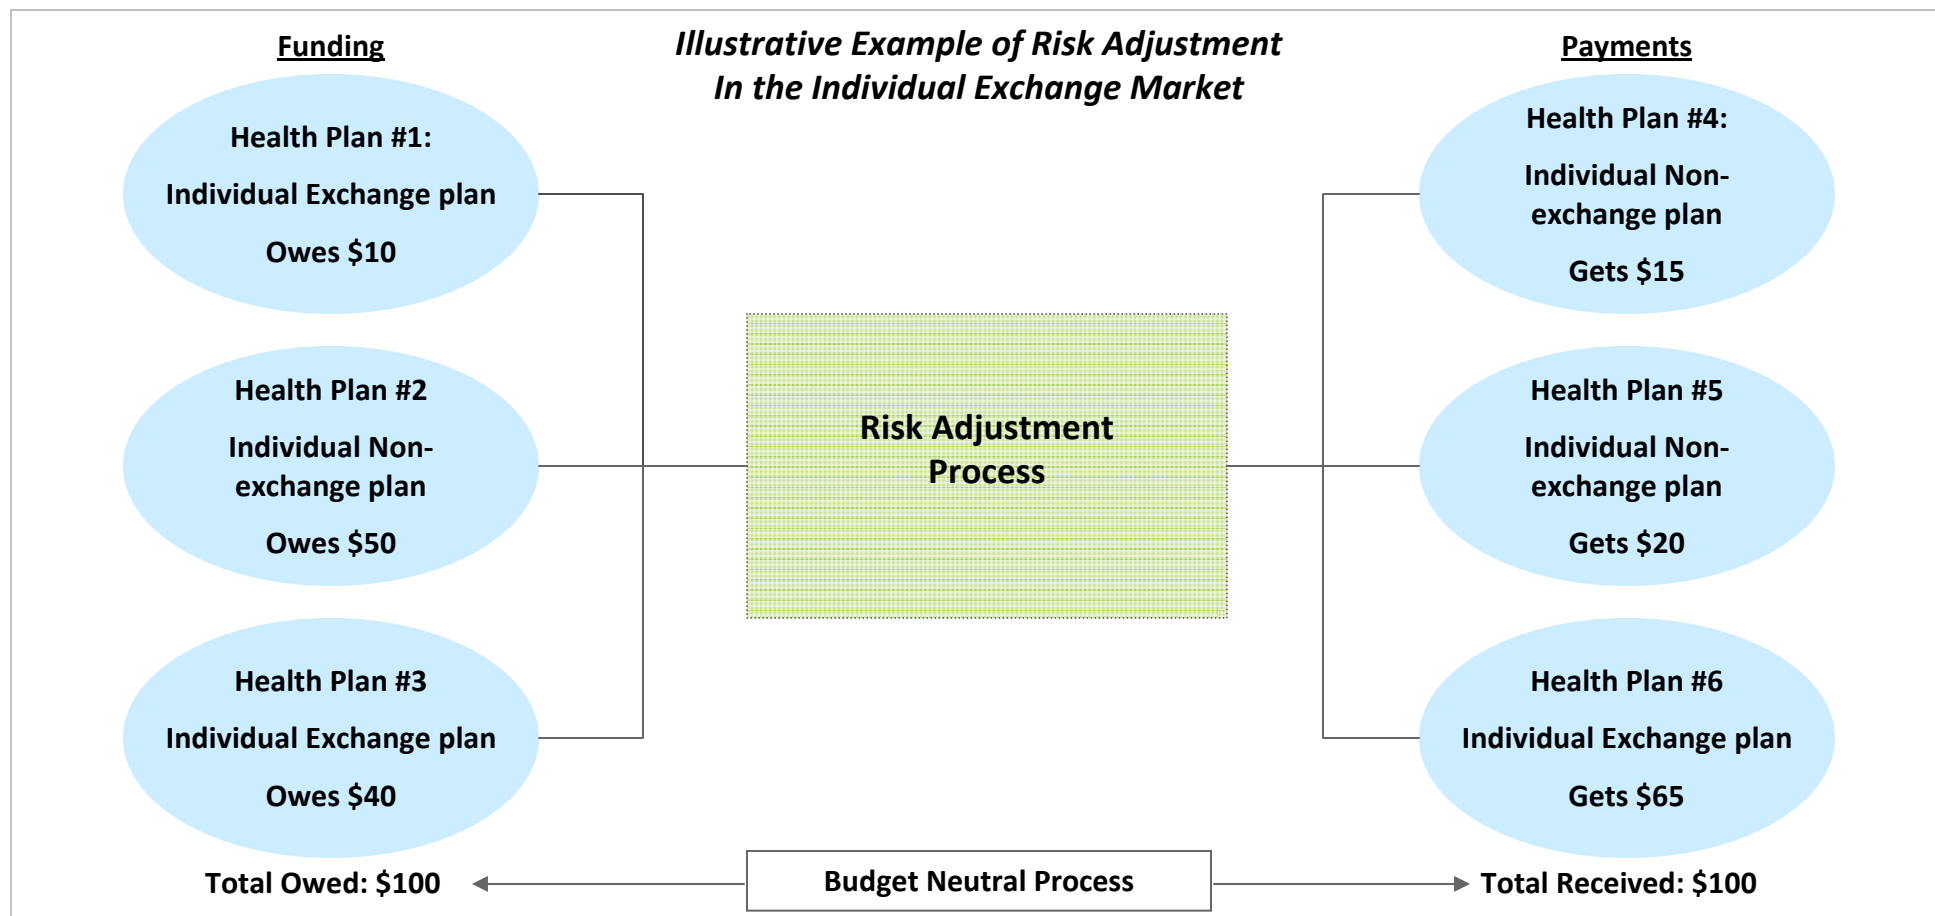 Funding
Illustrative Example of Risk Adjustment
In the Individual Exchange Market
Payments
Health Plan #1:
Individual Exchange plan
Owes $10
Health Plan #2
Individual Non-
exchange plan
Owes $50
Health Plan #3
Individual Exchange plan
Owes $40
Total Owed: $100
Risk Adjustment
Process
Budget Neutral Process
Health Plan #4:
Individual Non-
exchange plan
Gets $15
Health Plan #5
Individual Non-
exchange plan
Gets $20
Health Plan #6
Individual Exchange plan
Gets $65
Total Received: $100